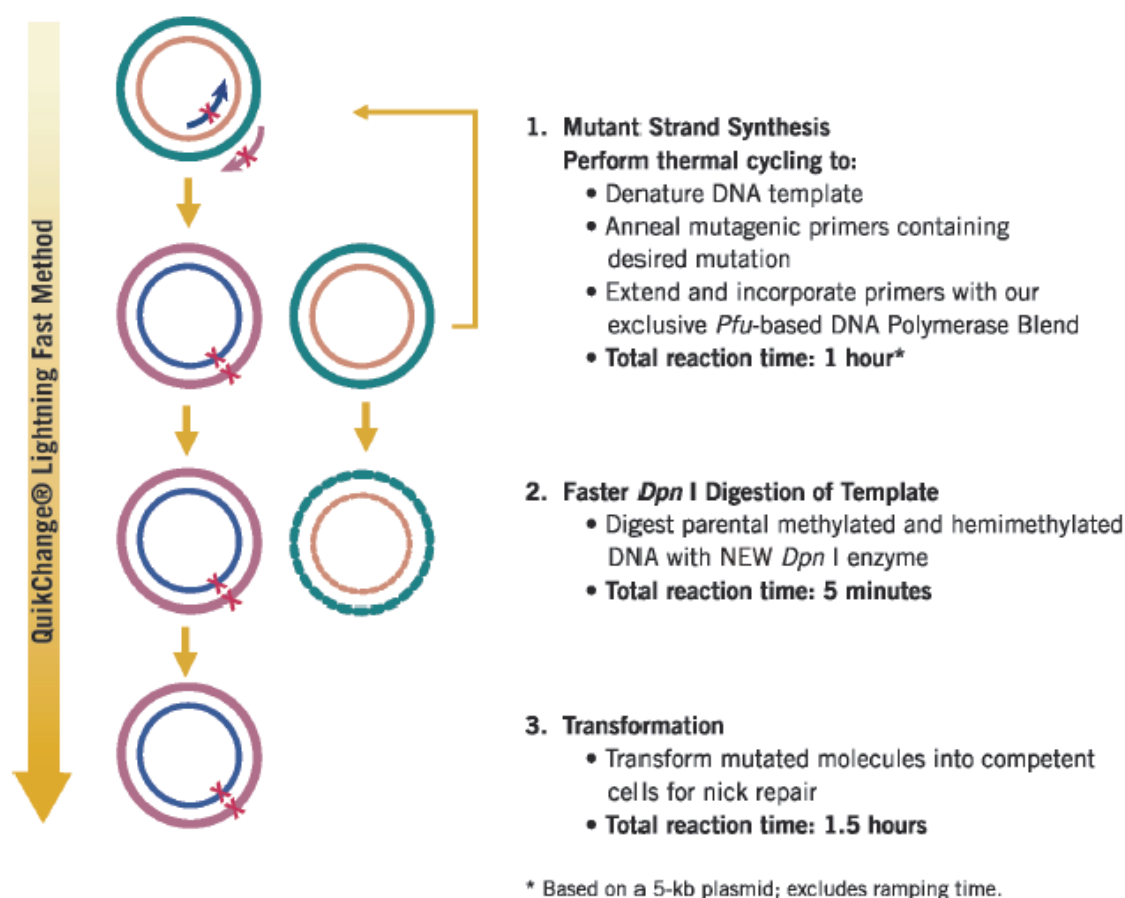 QuikChange® Lightning Fast Method
1. Mutant Strand Synthesis
Perform thermal cycling to:
• Denature DNA template
• Anneal mutagenic primers containing
desired mutation
• Extend and incorporate primers with our
exclusive Pfu-based DNA Polymerase Blend
• Total reaction time: 1 hour*
2. Faster Dpn I Digestion of Template
• Digest parental methylated and hemimethylated
DNA with NEW Dpn I enzyme
• Total reaction time: 5 minutes
3. Transformation
• Transform mutated molecules into competent
cells for nick repair
• Total reaction time: 1.5 hours
* Based on a 5-kb plasmid; excludes ramping time.